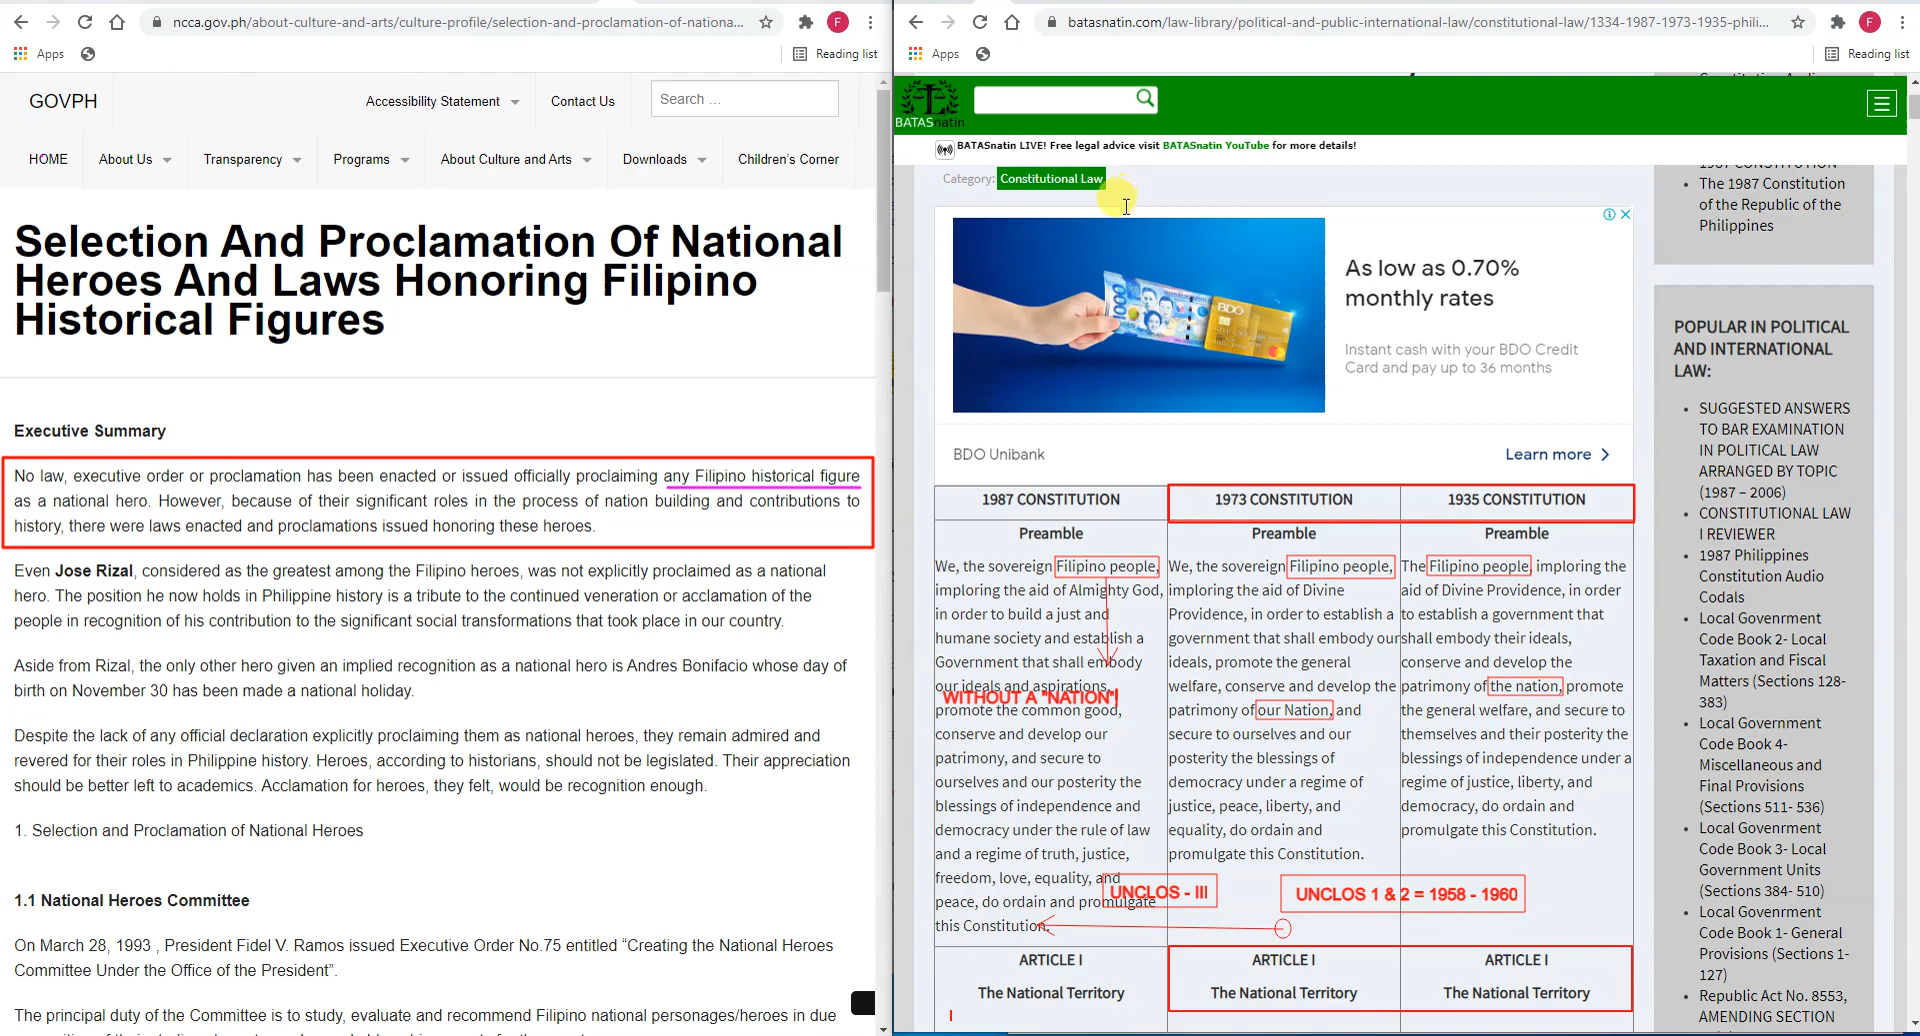 ncca.gov.ph/about-culture-and-arts/culture-profile/selection-and-proclamation-of-nationa...
F
Apps
Reading list
GOVPH
Accessibility Statement
Contact Us
Search ...
HOME
About Us
Transparency
Programs
About Culture and Arts
Downloads
Children's Corner
Selection And Proclamation Of National
Heroes And Laws Honoring Filipino
Historical Figures
Executive Summary
No law, executive order or proclamation has been enacted or issued officially proclaiming any Filipino historical figure
as a national hero. However, because of their significant roles in the process of nation building and contributions to
history, there were laws enacted and proclamations issued honoring these heroes.
Even Jose Rizal, considered as the greatest among the Filipino heroes, was not explicitly proclaimed as a national
hero. The position he now holds in Philippine history is a tribute to the continued veneration or acclamation of the
people in recognition of his contribution to the significant social transformations that took place in our country.
Aside from Rizal, the only other hero given an implied recognition as a national hero is Andres Bonifacio whose day of
birth on November 30 has been made a national holiday.
Despite the lack of any official declaration explicitly proclaiming them as national heroes, they remain admired and
revered for their roles in Philippine history. Heroes, according to historians, should not be legislated. Their appreciation
should be better left to academics. Acclamation for heroes, they felt, would be recognition enough.
1. Selection and Proclamation of National Heroes
1.1 National Heroes Committee
On March 28, 1993 , President Fidel V. Ramos issued Executive Order No.75 entitled “Creating the National Heroes
Committee Under the Office of the President”.
The principal duty of the Committee is to study, evaluate and recommend Filipino national personages/heroes in due
batasnatin.com/law-library/political-and-public-international-law/constitutional-law/1334-1987-1973-1935-phili...
F
Apps
Reading list
BATASnatin
BATASnatin LIVE! Free legal advice visit BATASnatin YouTube for more details!
Category: Constitutional Law
1000
BDO
As low as 0.70%
monthly rates
Instant cash with your BDO Credit
Card and pay up to 36 months
BDO Unibank
Learn more
1987 CONSTITUTION
Preamble
We, the sovereign Filipino people,
imploring the aid of Almighty God,
in order to build a just and
humane society and establish a
Government that shall embody
our ideals and aspirations,
WITHOUT A "NATION"
promote the common good,
conserve and develop our
patrimony, and secure to
ourselves and our posterity the
blessings of independence and
democracy under the rule of law
and a regime of truth, justice,
freedom, love, equality, and
UNCLOS - III
peace, do ordain and promulgate
this Constitution.
ARTICLE I
The National Territory
I
1973 CONSTITUTION
Preamble
We, the sovereign Filipino people,
imploring the aid of Divine
Providence, in order to establish a
government that shall embody our
ideals, promote the general
welfare, conserve and develop the
patrimony of our Nation, and
secure to ourselves and our
posterity the blessings of
democracy under a regime of
justice, peace, liberty, and
equality, do ordain and
promulgate this Constitution.
UNCLOS 1 & 2 = 1958 - 1960
ARTICLE I
The National Territory
1935 CONSTITUTION
Preamble
The Filipino people, imploring the
aid of Divine Providence, in order
to establish a government that
shall embody their ideals,
conserve and develop the
patrimony of the nation, promote
the general welfare, and secure to
themselves and their posterity the
blessings of independence under a
regime of justice, liberty, and
democracy, do ordain and
promulgate this Constitution.
ARTICLE I
The National Territory
The 1987 Constitution
of the Republic of the
Philippines
POPULAR IN POLITICAL
AND INTERNATIONAL
LAW:
SUGGESTED ANSWERS
TO BAR EXAMINATION
IN POLITICAL LAW
ARRANGED BY TOPIC
(1987 – 2006)
CONSTITUTIONAL LAW
I REVIEWER
1987 Philippines
Constitution Audio
Codals
Local Govenrment
Code Book 2- Local
Taxation and Fiscal
Matters (Sections 128-
383)
Local Govenrment
Code Book 4-
Miscellaneous and
Final Provisions
(Sections 511- 536)
Local Govenrment
Code Book 3- Local
Government Units
(Sections 384- 510)
Local Govenrment
Code Book 1- General
Provisions (Sections 1-
127)
Republic Act No. 8553,
AMENDING SECTION